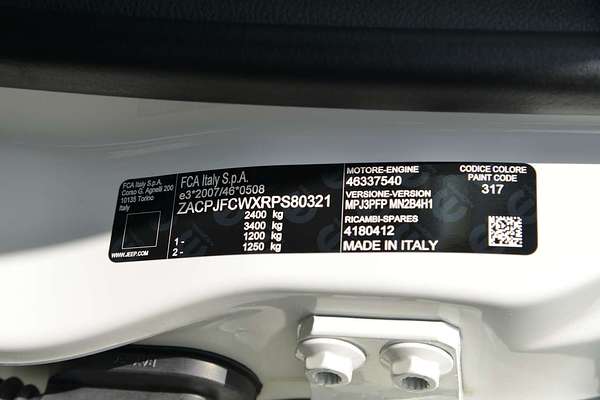 FCA Italy S.p.A.
Corso G. Agnelli 200
10135 Torino
Italy
WWW.JEEP.COM
FCA Italy S.p.A.
e3*2007/46*0508
ZACPJFCWXRPS80321
2400 kg
3400 kg
1 - 1200 kg
2 - 1250 kg
MOTORE-ENGINE
46337540
VERSIONE-VERSION
MPJ3PFP MN2B4H1
RICAMBI-SPARES
4180412
MADE IN ITALY
CODICE COLORE
PAINT CODE
317